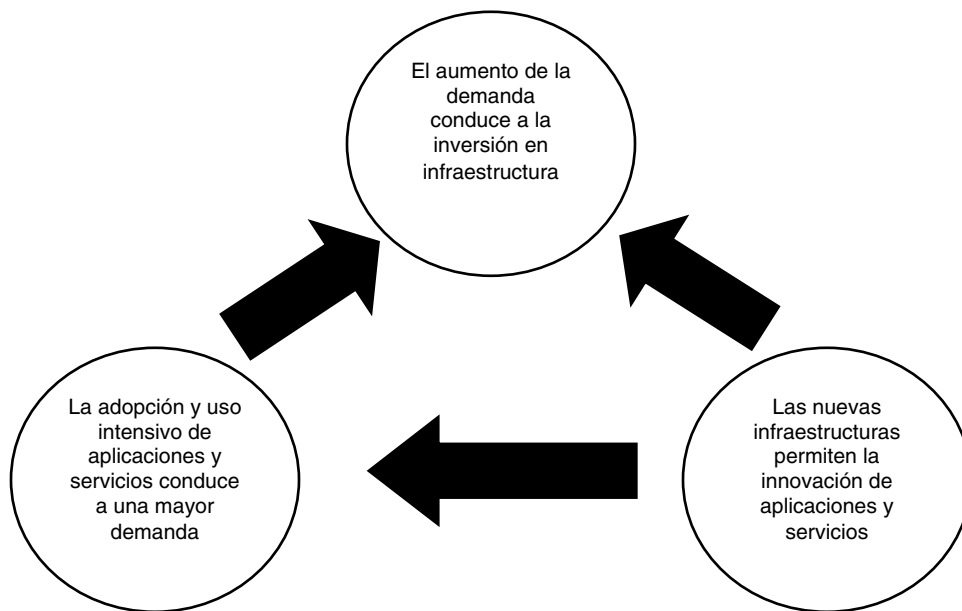 El aumento de la
demanda
conduce a la
inversión en
infraestructura
La adopción y uso
intensivo de
aplicaciones y
servicios conduce
a una mayor
demanda
Las nuevas
infraestructuras
permiten la
innovación de
aplicaciones y
servicios